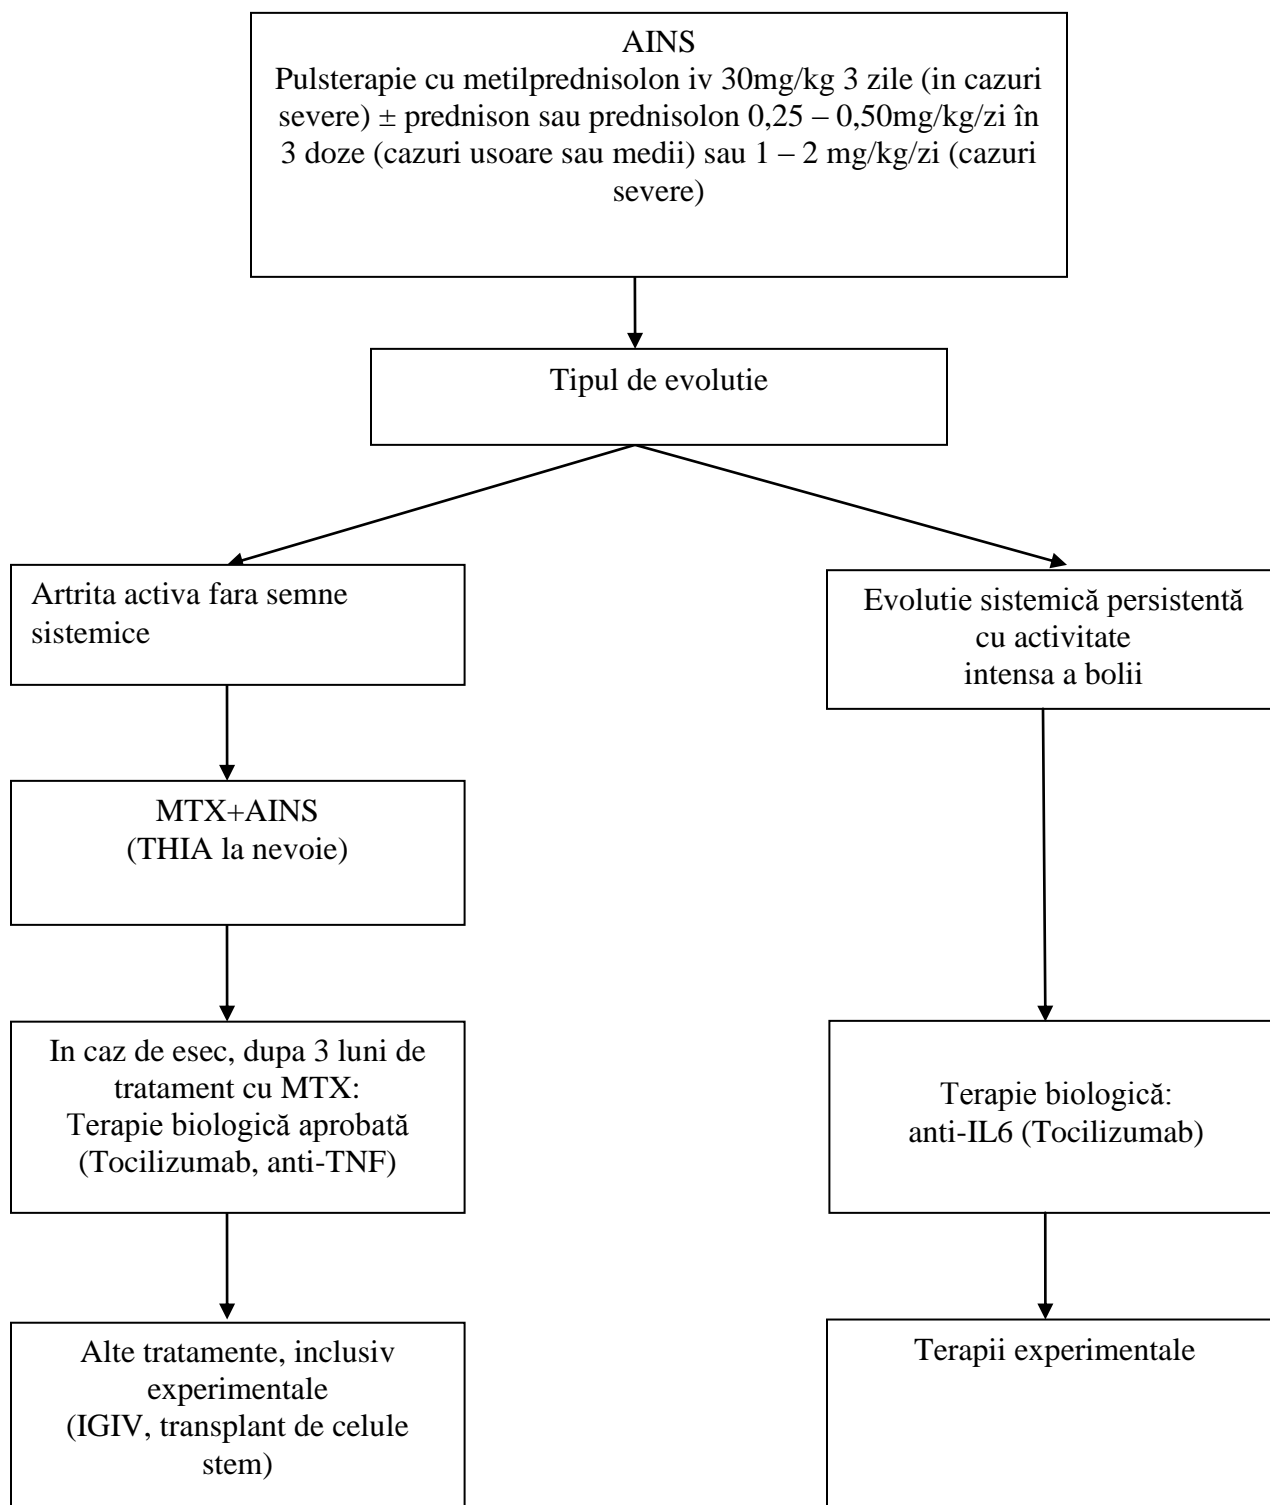 AINS
Pulsterapie cu metilprednisolon iv 30mg/kg 3 zile (in cazuri
severe) ± prednison sau prednisolon 0,25 – 0,50mg/kg/zi în
3 doze (cazuri usoare sau medii) sau 1 – 2 mg/kg/zi (cazuri
severe)
Tipul de evolutie
Artrita activa fara semne
sistemice
Evolutie sistemică persistentă
cu activitate
intensa a bolii
MTX+AINS
(THIA la nevoie)
In caz de esec, dupa 3 luni de
tratament cu MTX:
Terapie biologică aprobată
(Tocilizumab, anti-TNF)
Terapie biologică:
anti-IL6 (Tocilizumab)
Alte tratamente, inclusiv
experimentale
(IGIV, transplant de celule
stem)
Terapii experimentale